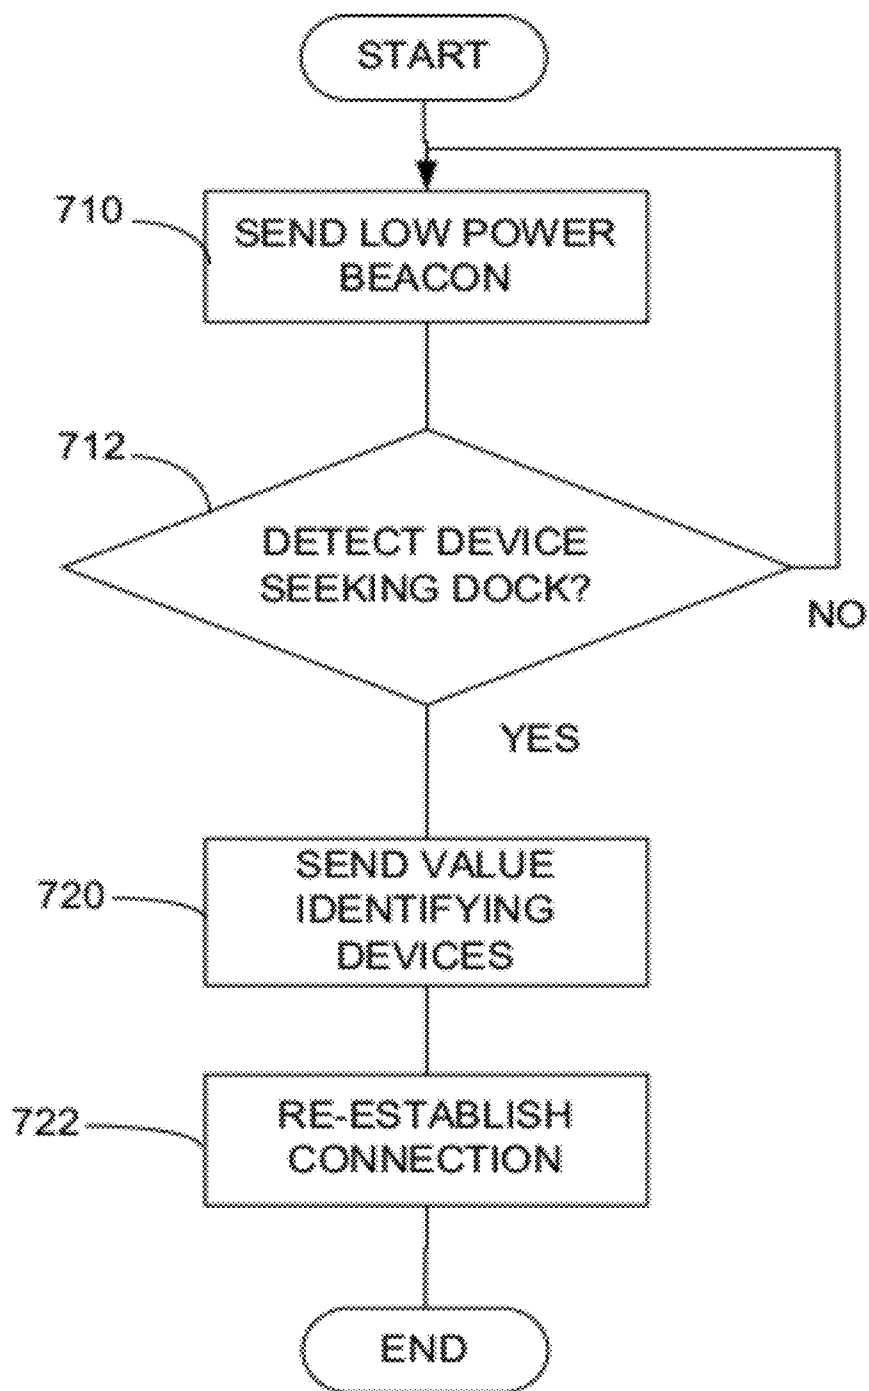 START
710
SEND LOW POWER
BEACON
712
DETECT DEVICE
SEEKING DOCK?
NO
YES
720
SEND VALUE
IDENTIFYING
DEVICES
722
RE-ESTABLISH
CONNECTION
END